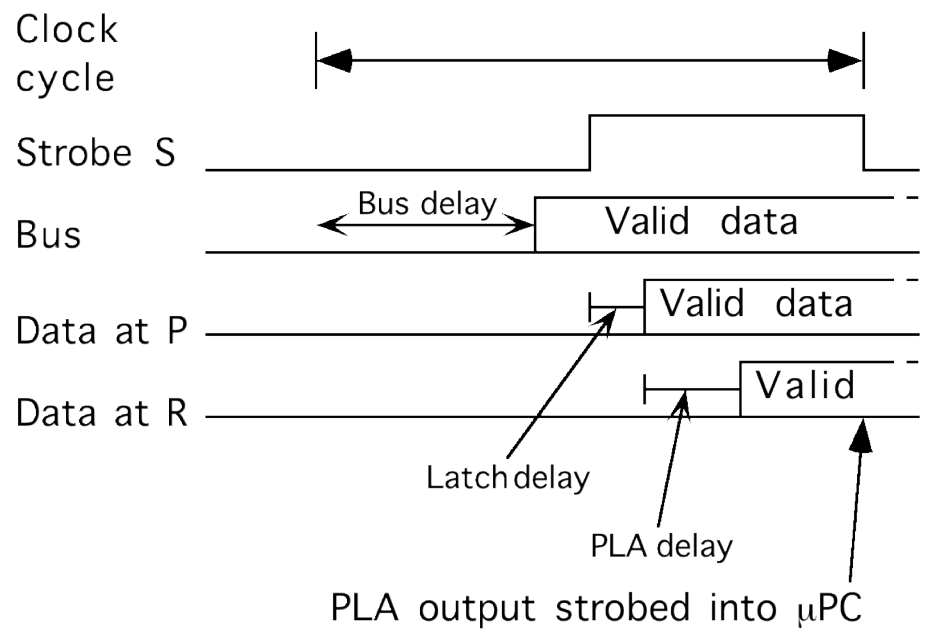 Clock
cycle
Strobe S
Bus delay
Valid data
Bus
Valid data
Data at P
Valid
Data at R
Latch delay
PLA delay
PLA output strobed into μPC